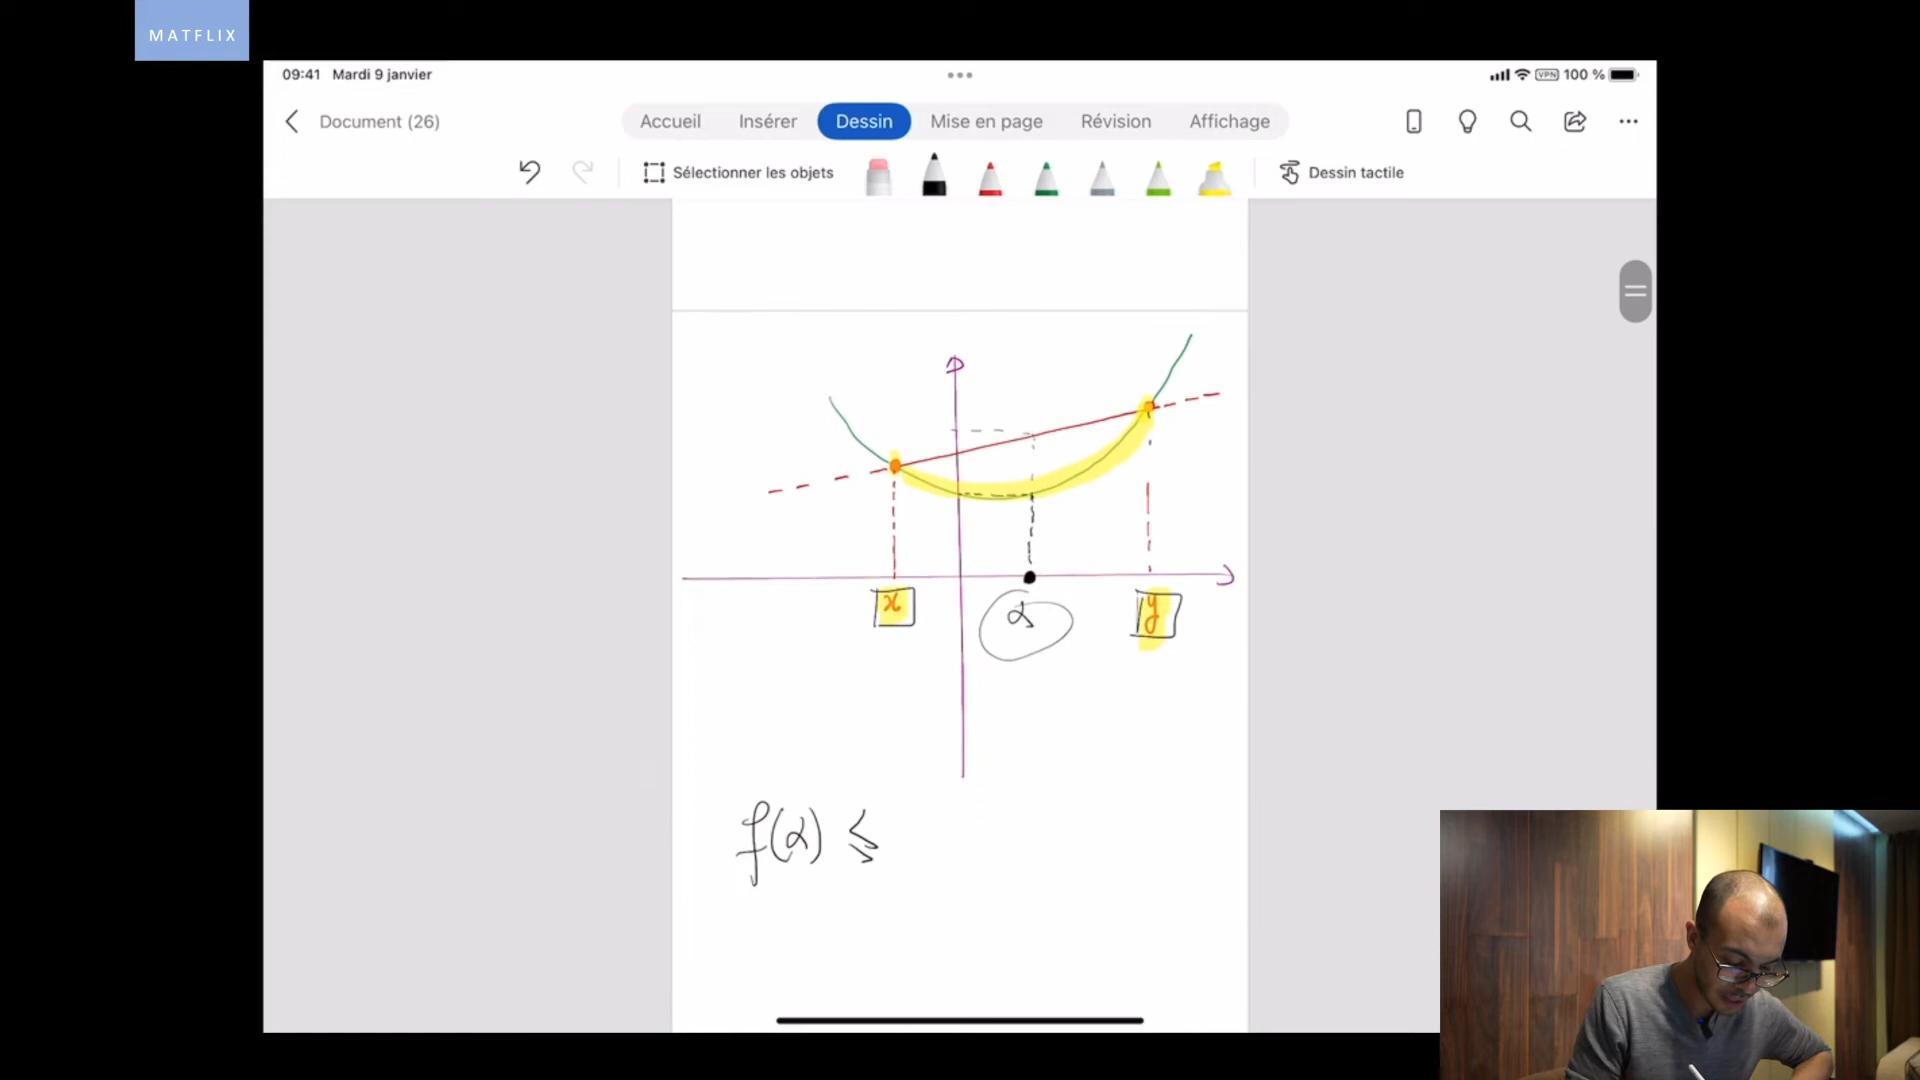 MATFLIX
09:41 Mardi 9 janvier
VPN 100 %
Document (26)
Accueil Insérer Dessin Mise en page Révision Affichage
Sélectionner les objets
Dessin tactile
x α y
f(α) ≤